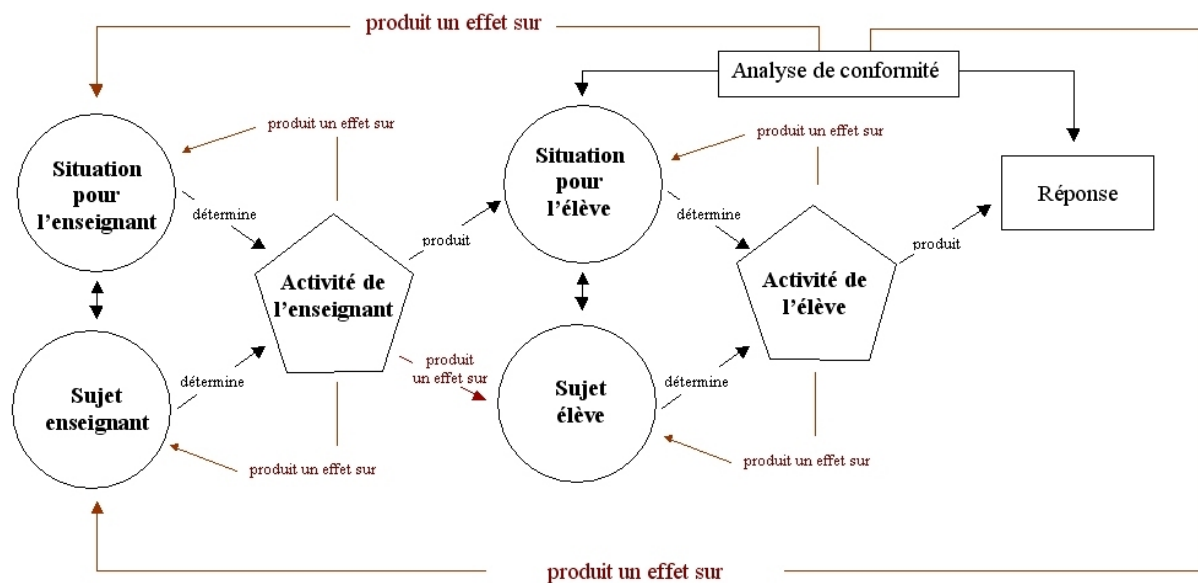 produit un effet sur
Analyse de conformité
produit un effet sur
produit un effet sur
Situation
pour
l’enseignant
Situation
pour
l’élève
Réponse
détermine
détermine
produit
produit
Activité de
l’enseignant
Activité de
l’élève
produit
un effet sur
détermine
détermine
Sujet
enseignant
Sujet
élève
produit un effet sur
produit un effet sur
produit un effet sur